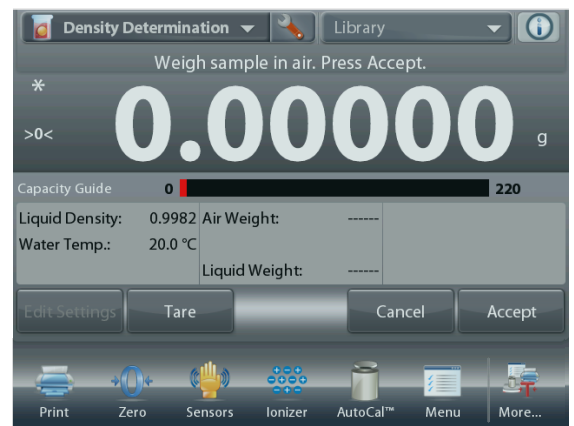 Density Determination
Library
Weigh sample in air. Press Accept.
*
>0<
0.00000 g
Capacity Guide 0 220
Liquid Density: 0.9982 Air Weight: ------
Water Temp.: 20.0 °C
Liquid Weight: ------
Edit Settings Tare Cancel Accept
Print Zero Sensors Ionizer AutoCal™ Menu More...